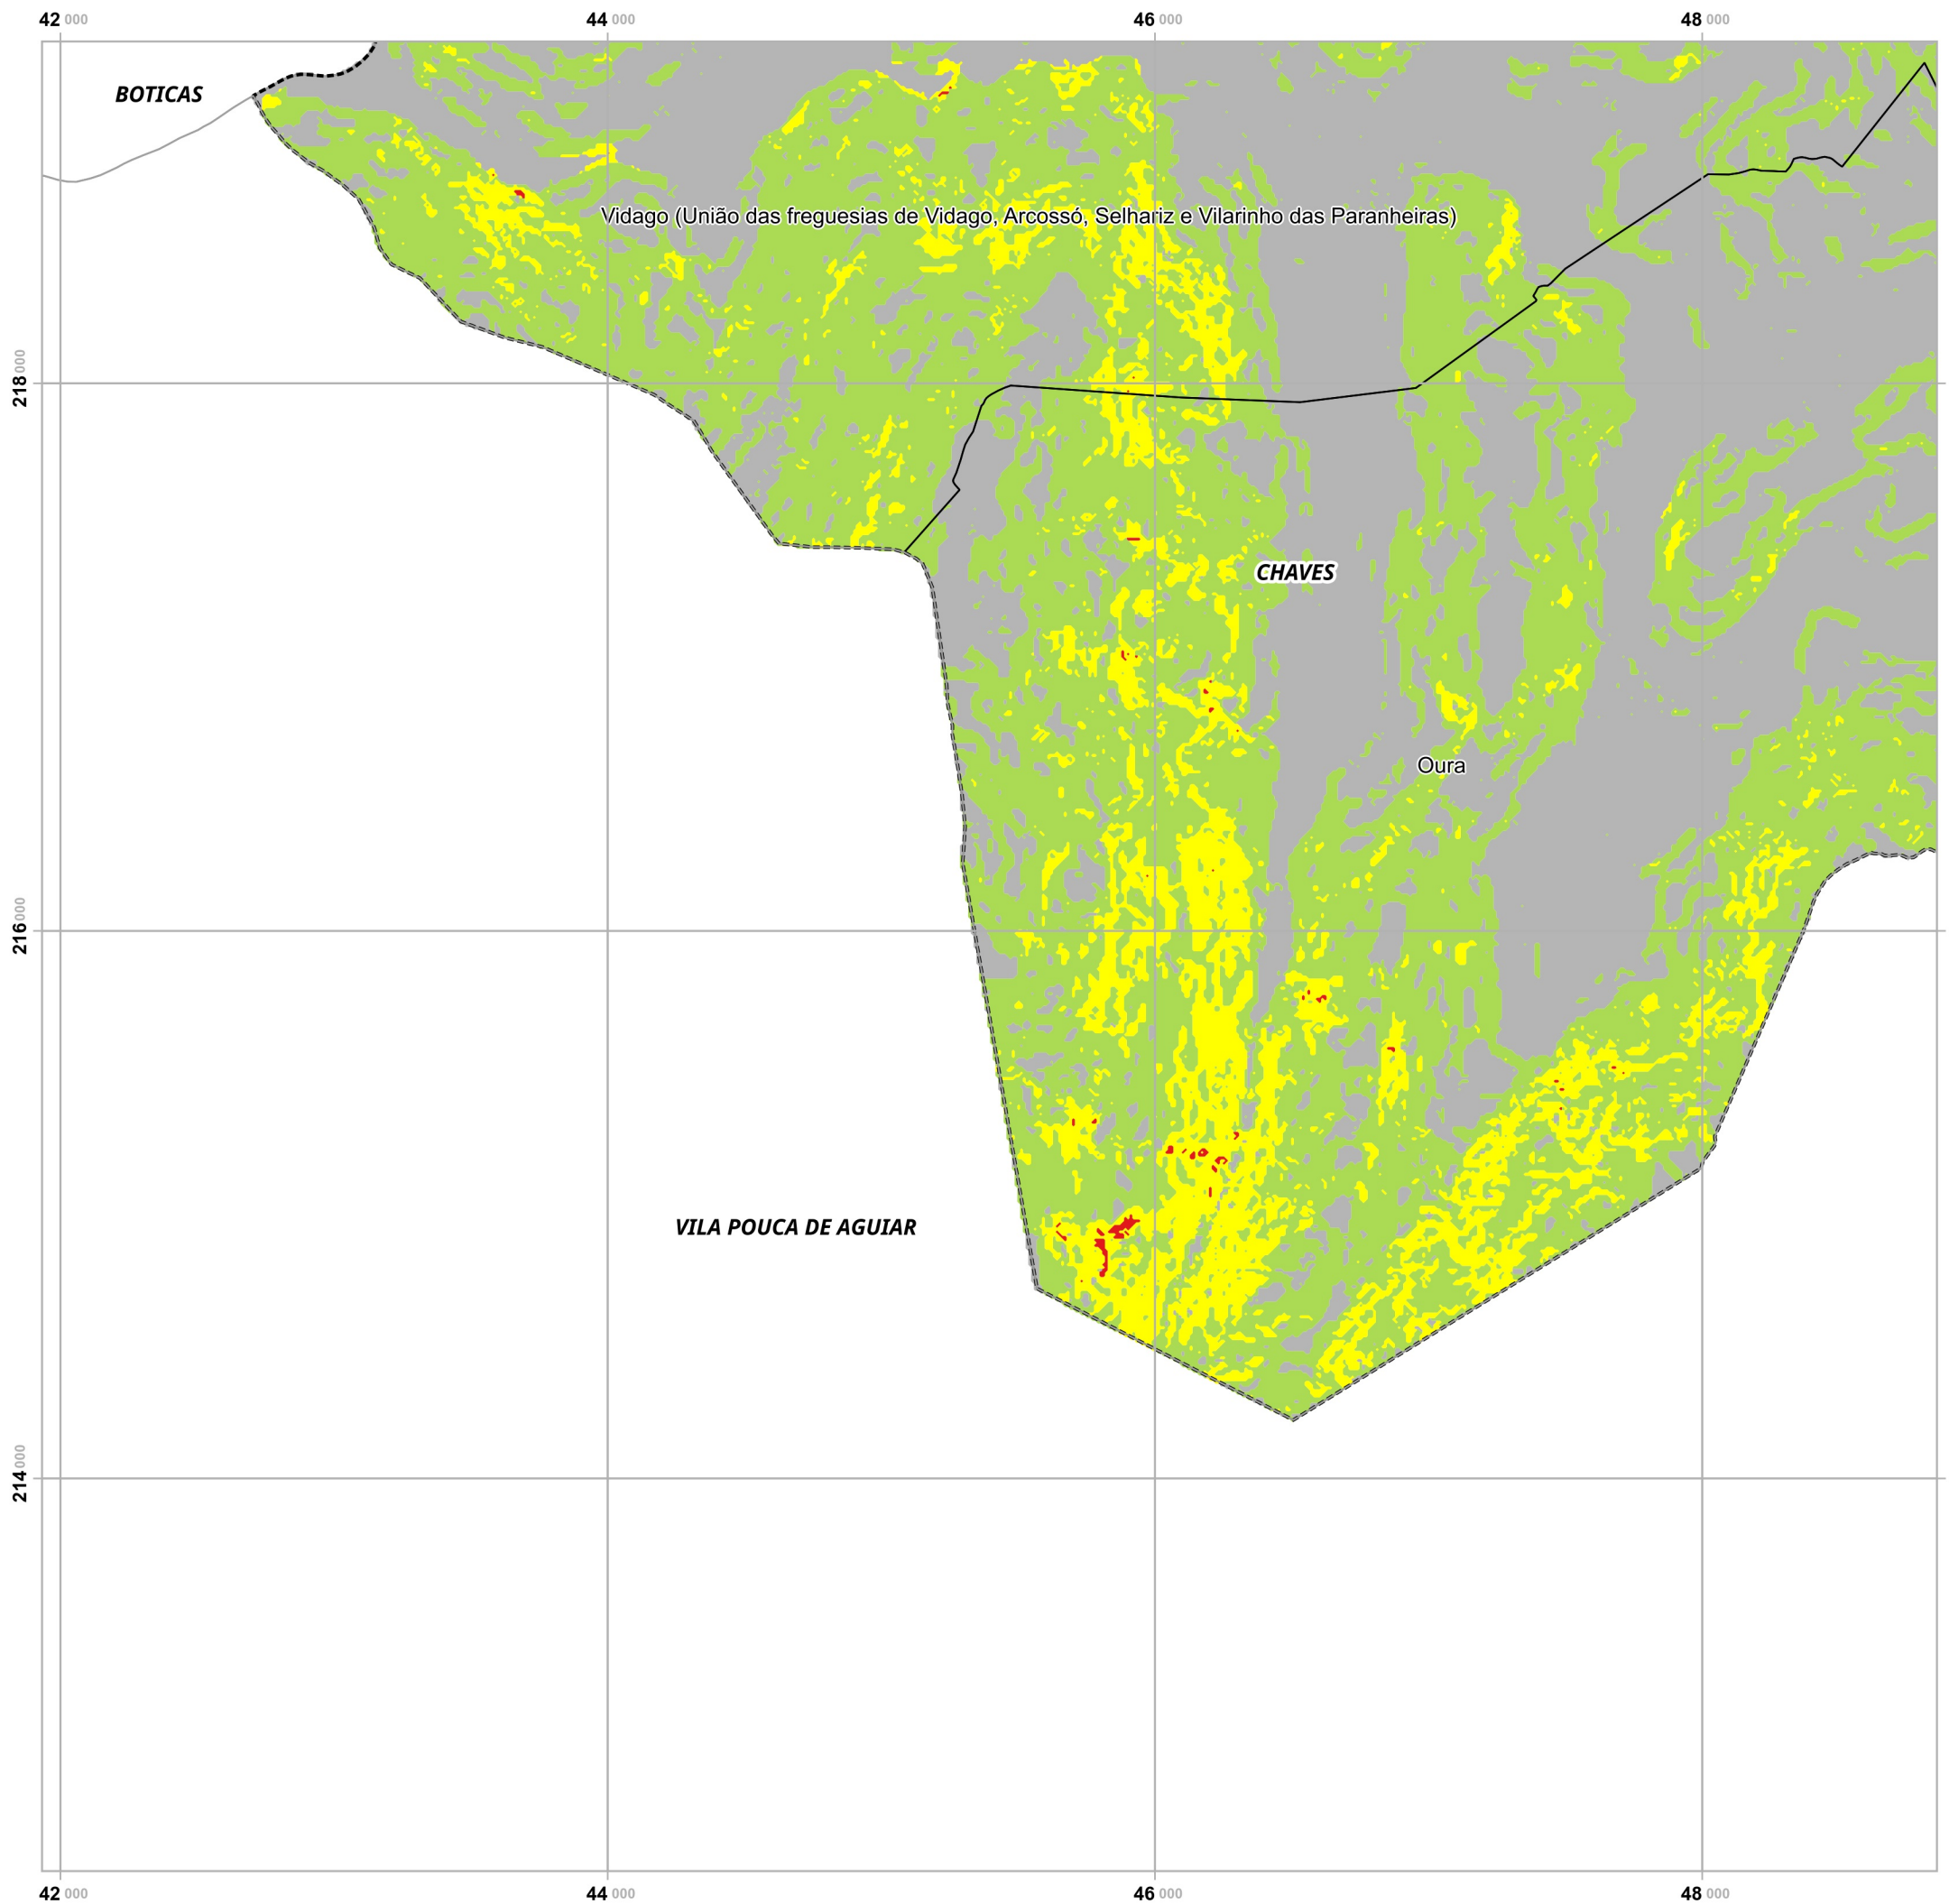 42 000 44 000 46 000 48 000
BOTICAS
Vidago (União das freguesias de Vidago, Arcossó, Selhariz e Vilarinho das Paranheiras)
218 000
CHAVES
Oura
216 000
VILA POUCA DE AGUIAR
214 000
42 000 44 000 46 000 48 000